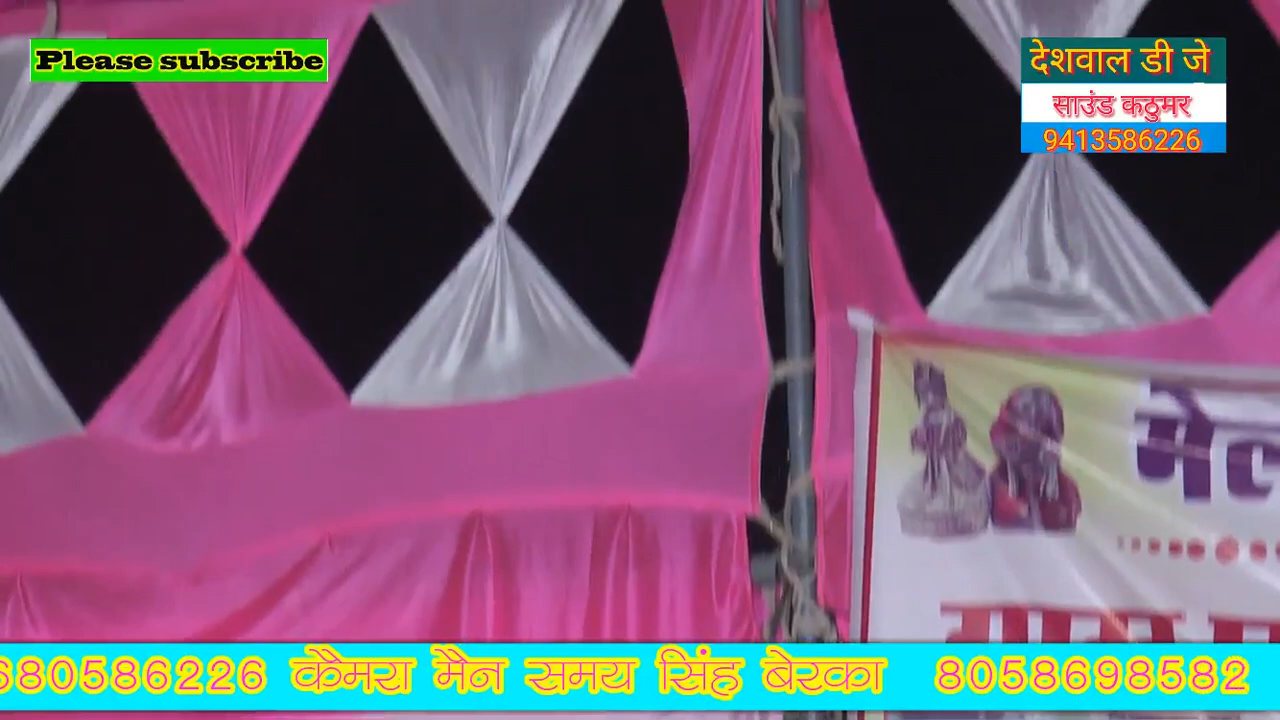 Please subscribe
देशवाल डी जे
साउंड कठुमर
9413586226
680586226 कैमरा मैन समय सिंह बेरका 8058698582